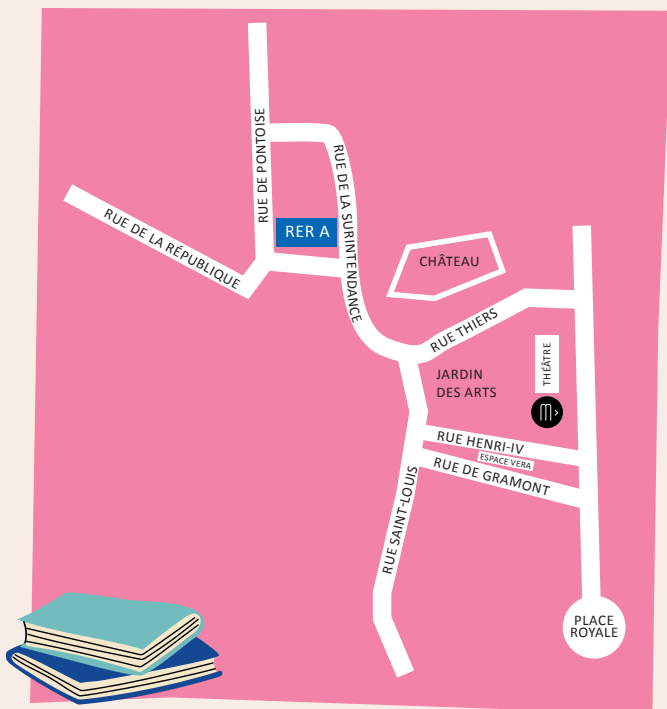 RUE DE PONTOISE
RUE DE LA SURINTENDANCE
RUE DE LA RÉPUBLIQUE
RER A
CHÂTEAU
RUE THIERS
THÉÂTRE
JARDIN
DES ARTS
M
RUE HENRI-IV
ESPACE VERA
RUE DE GRAMONT
RUE SAINT-LOUIS
PLACE
ROYALE